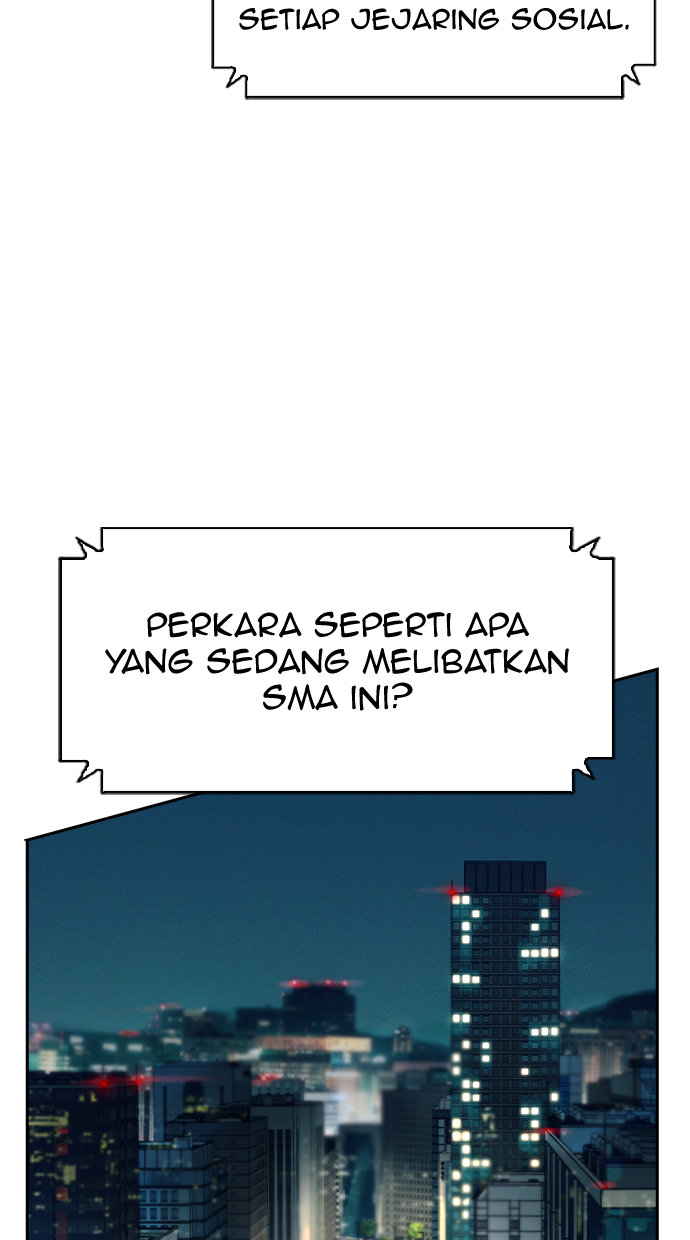 SETIAP JEJARING SOSIAL.
PERKARA SEPERTI APA
YANG SEDANG MELIBATKAN
SMA INI?